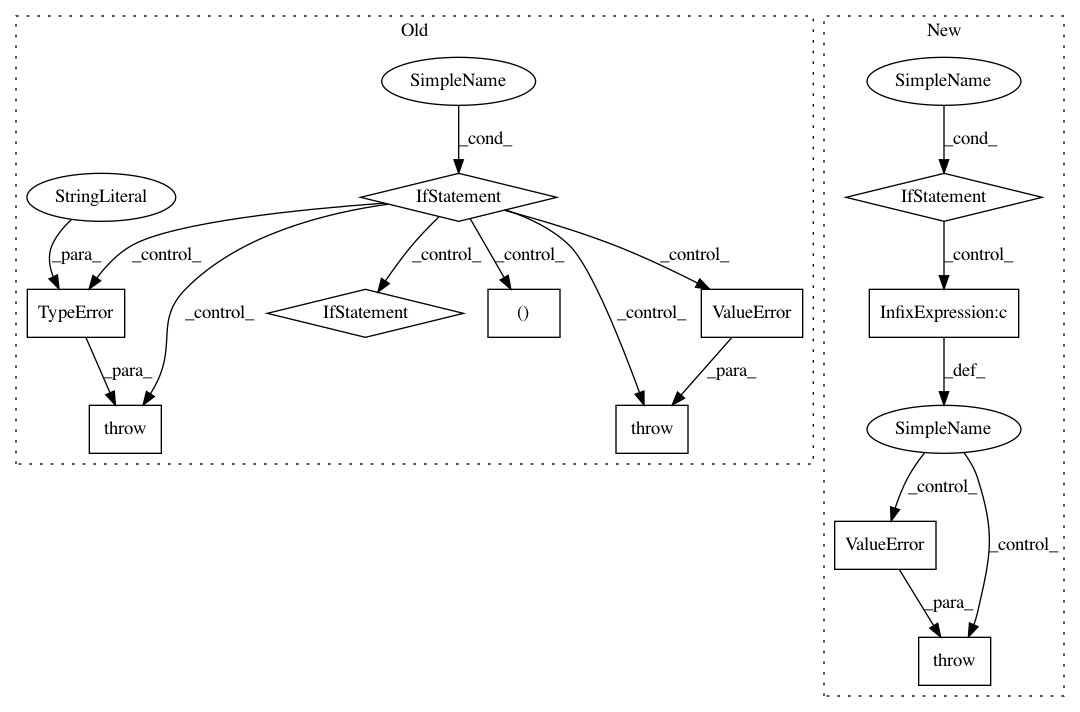 Old
New
SimpleName
SimpleName
_cond_
_cond_
StringLiteral
IfStatement
IfStatement
_para_
_control_
_control_
_control_
_control_
_control_
TypeError
_control_
IfStatement
()
_control_
ValueError
InfixExpression:c
_para_
_para_
_def_
throw
throw
SimpleName
_control_
ValueError
_control_
_para_
throw